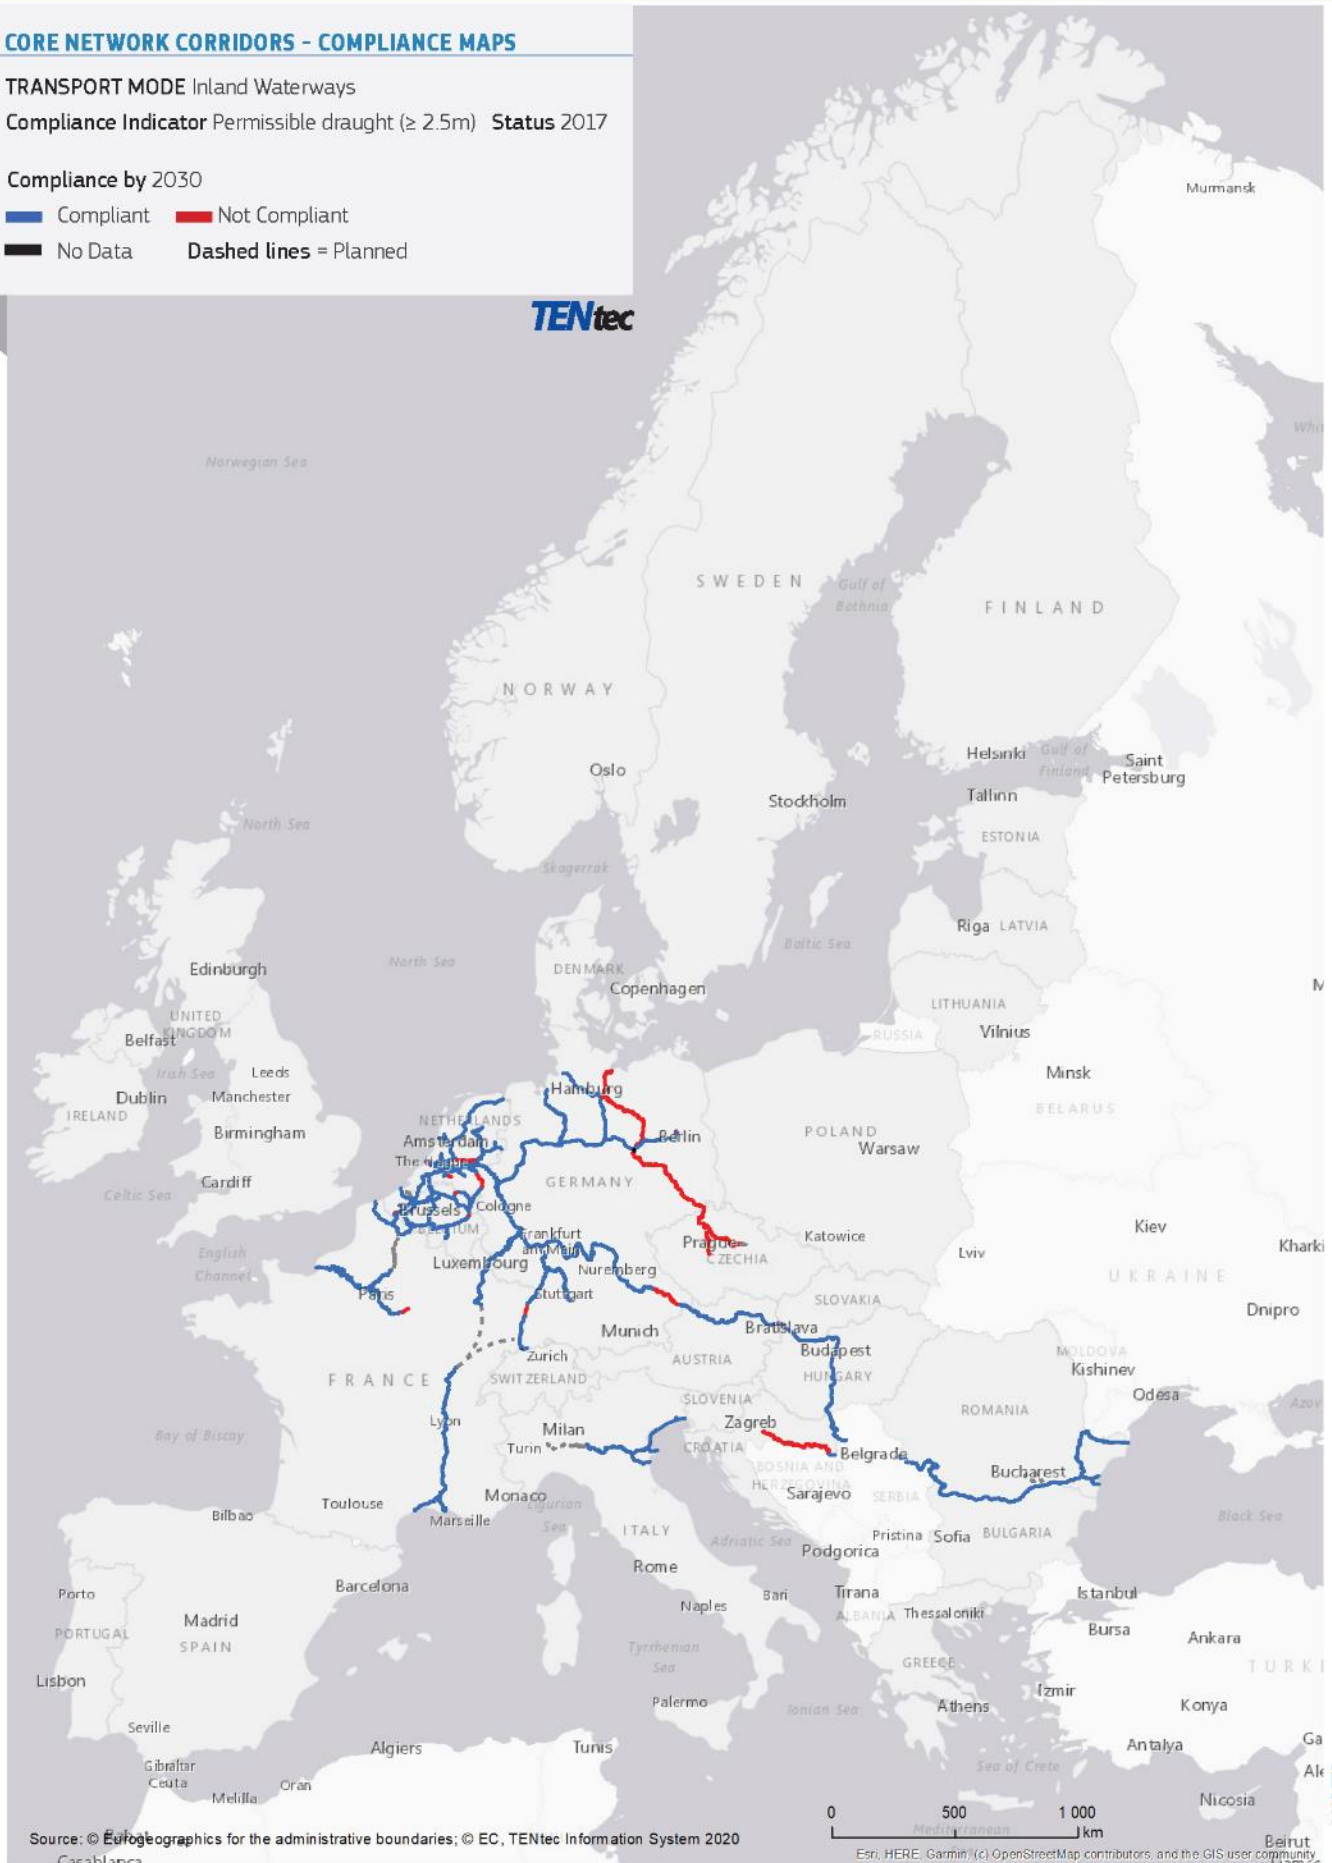 CORE NETWORK CORRIDORS - COMPLIANCE MAPS
TRANSPORT MODE Inland Waterways
Compliance Indicator Permissible draught (≥ 2.5m) Status 2017
Compliance by 2030
Compliant Not Compliant
No Data Dashed lines = Planned
TENtec
Murmansk
Norwegian Sea
SWEDEN
Gulf of
Bothnia
FINLAND
NORWAY
Oslo
Helsinki
Gulf of
Finland
Saint
Petersburg
Stockholm
Tallinn
North Sea
ESTONIA
Skagerrak
Riga LATVIA
Baltic Sea
North Sea
Edinburgh
DENMARK
Copenhagen
LITHUANIA
UNITED
KINGDOM
Belfast
RUSSIA
Vilnius
Irish Sea
Leeds
Minsk
Dublin
Manchester
Hamburg
IRELAND
BELARUS
NETHERLANDS
Birmingham
Amsterdam
Berlin
POLAND
Warsaw
The Hague
Cardiff
GERMANY
Celtic Sea
Brussels
Cologne
BELGIUM
Kiev
English
Channel
Frankfurt
am Main
Prague
CZECHIA
Katowice
Lviv
Kharki
Luxembourg
Nuremberg
UKRAINE
Paris
Stuttgart
SLOVAKIA
Dnipro
Munich
Bratislava
Zurich
AUSTRIA
Budapest
MOLDOVA
Kishinev
FRANCE
SWITZERLAND
HUNGARY
Odesa
SLOVENIA
ROMANIA
Azov
Lyon
Milan
Zagreb
Bay of Biscay
Turin
CROATIA
Belgrade
BOSNIA AND
HERZEGOVINA
Bucharest
Toulouse
Monaco
Ligurian
Sea
Sarajevo
SERBIA
Bilbao
Marseille
ITALY
Adriatic Sea
Pristina
Sofia
BULGARIA
Black Sea
Podgorica
Rome
Barcelona
Porto
Bari
Tirana
Istanbul
Naples
ALBANIA
Thessaloniki
Madrid
PORTUGAL
SPAIN
Bursa
Ankara
Tyrrhenian
Sea
GREECE
TURKI
Lisbon
Izmir
Palermo
Ionian Sea
Athens
Konya
Seville
Algiers
Tunis
Antalya
Ga
Gibraltar
Ceuta
Sea of Crete
Ale
Oran
Melilla
Nicosia
0 500 1 000
km
Mediterranean
Beirut
Rabat
Source: © Eurogeographics for the administrative boundaries; © EC, TENtec Information System 2020
Esri, HERE, Garmin, (c) OpenStreetMap contributors, and the GIS user community
Casablanca